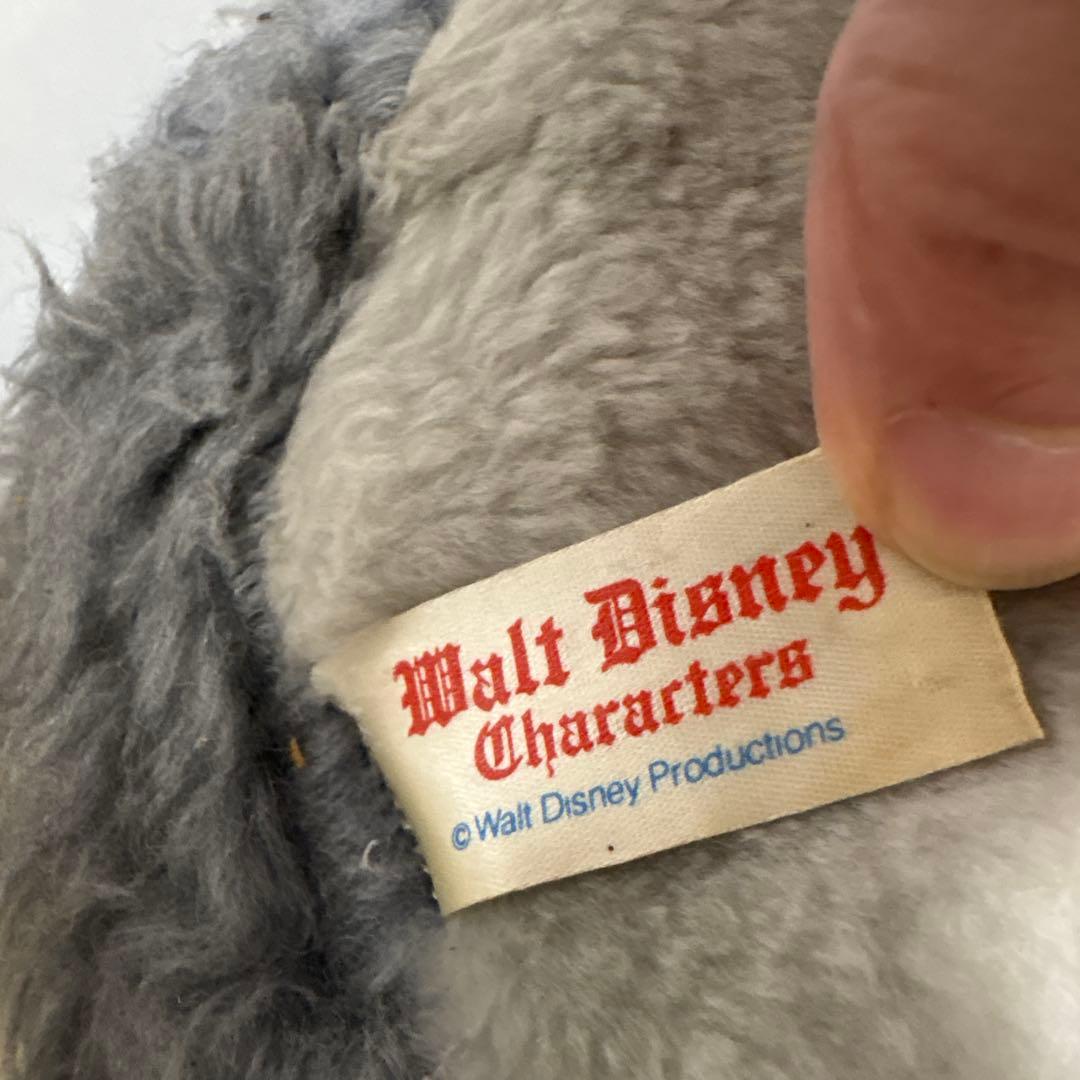 Walt Disney
Characters
© Walt Disney Productions